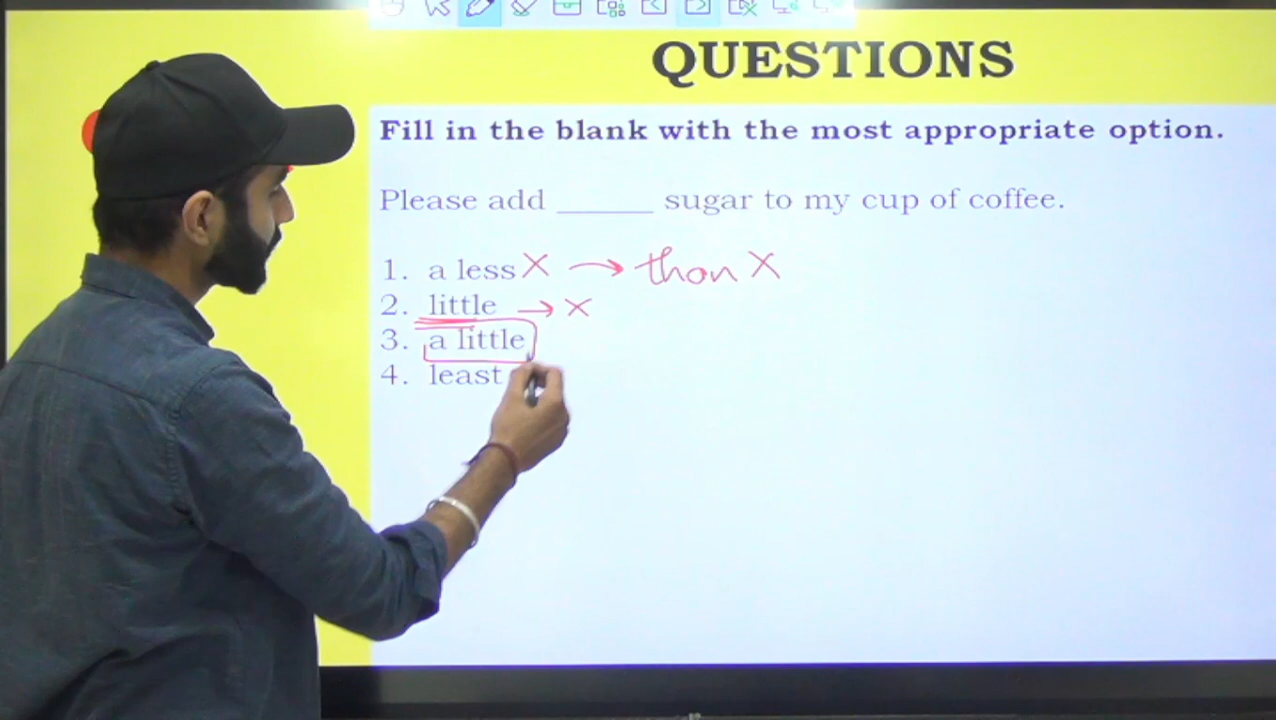 QUESTIONS
Fill in the blank with the most appropriate option.
Please add ______ sugar to my cup of coffee.
1. a less X → than X
2. little → X
3. a little
4. least